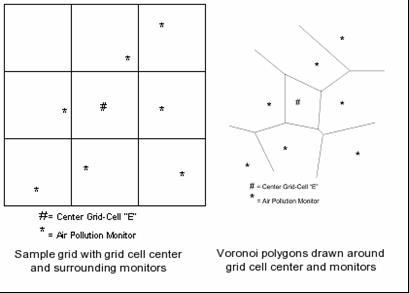 #
#= Center Grid-Cell "E"
*= Air Pollution Monitor
Sample grid with grid cell center
and surrounding monitors
#
#= Center Grid-Cell "E"
*= Air Pollution Monitor
Voronoi polygons drawn around
grid cell center and monitors